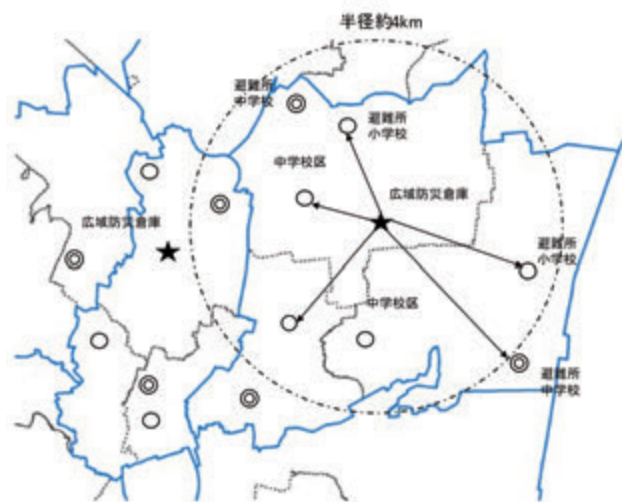 半径約4km
避難所
中学校
避難所
小学校
中学校区
広域防災倉庫
広域防災倉庫
避難所
小学校
中学校区
避難所
中学校